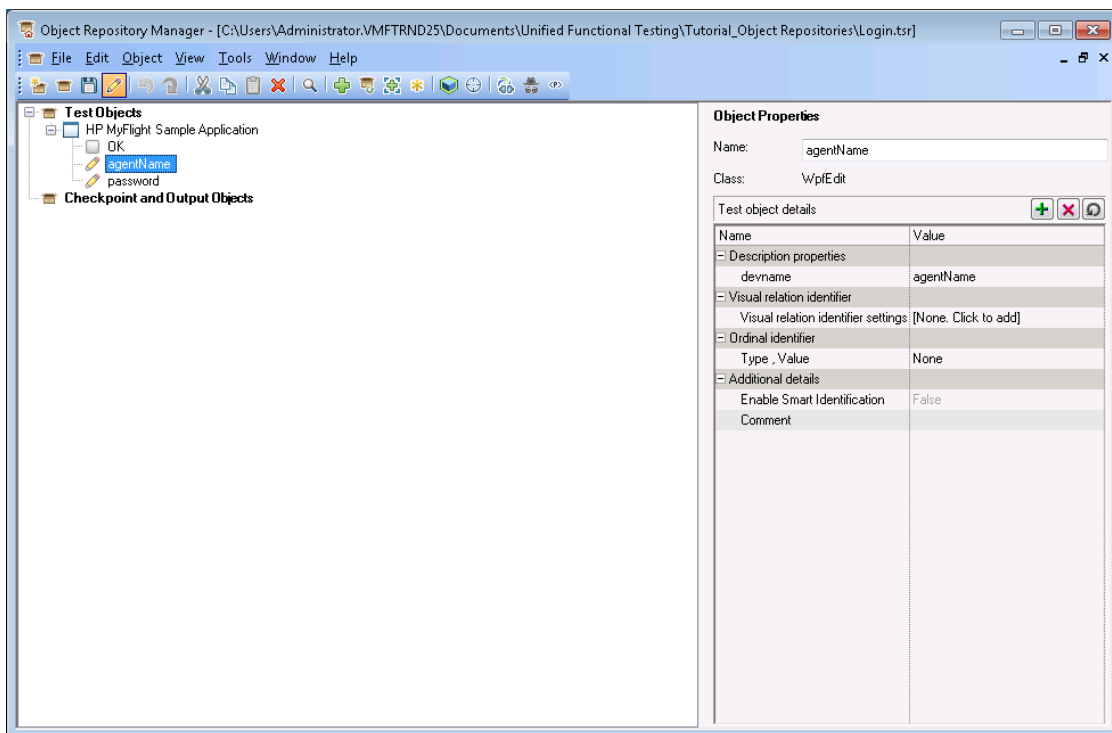 Object Repository Manager - [C:\Users\Administrator.VMFTRND25\Documents\Unified Functional Testing\Tutorial_Object Repositories\Login.tsr]
File Edit Object View Tools Window Help
Test Objects
HP MyFlight Sample Application
OK
agentName
password
Checkpoint and Output Objects
Object Properties
Name: agentName
Class: WpfEdit
Test object details
Name Value
Description properties
devname agentName
Visual relation identifier
Visual relation identifier settings [None. Click to add]
Ordinal identifier
Type , Value None
Additional details
Enable Smart Identification False
Comment